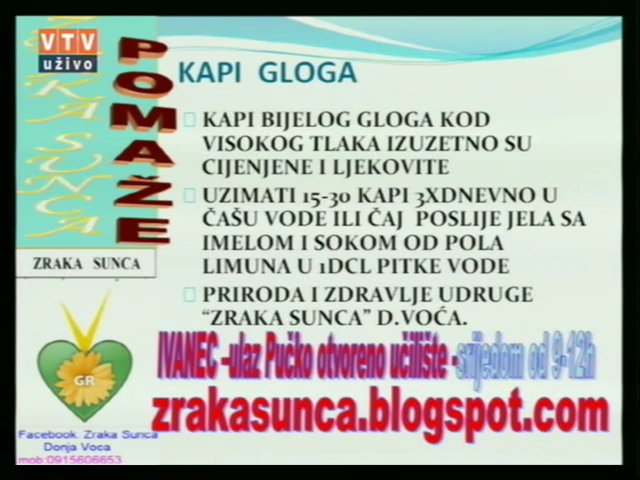 VTV
uživo
ZRAKA SUNCA
POMAŽE
ZRAKA SUNCA
GR
Facebook: Zraka Sunca
Donja Voca
mob:0915606653
KAPI GLOGA
KAPI BIJELOG GLOGA KOD
VISOKOG TLAKA IZUZETNO SU
CIJENJENE I LJEKOVITE
UZIMATI 15-30 KAPI 3XDNEVNO U
ČAŠU VODE ILI ČAJ POSLIJE JELA SA
IMELOM I SOKOM OD POLA
LIMUNA U 1DCL PITKE VODE
PRIRODA I ZDRAVLJE UDRUGE
“ZRAKA SUNCA” D.VOĆA.
IVANEC –ulaz Pučko otvoreno učilište -srijedom od 9-12h
zrakasunca.blogspot.com